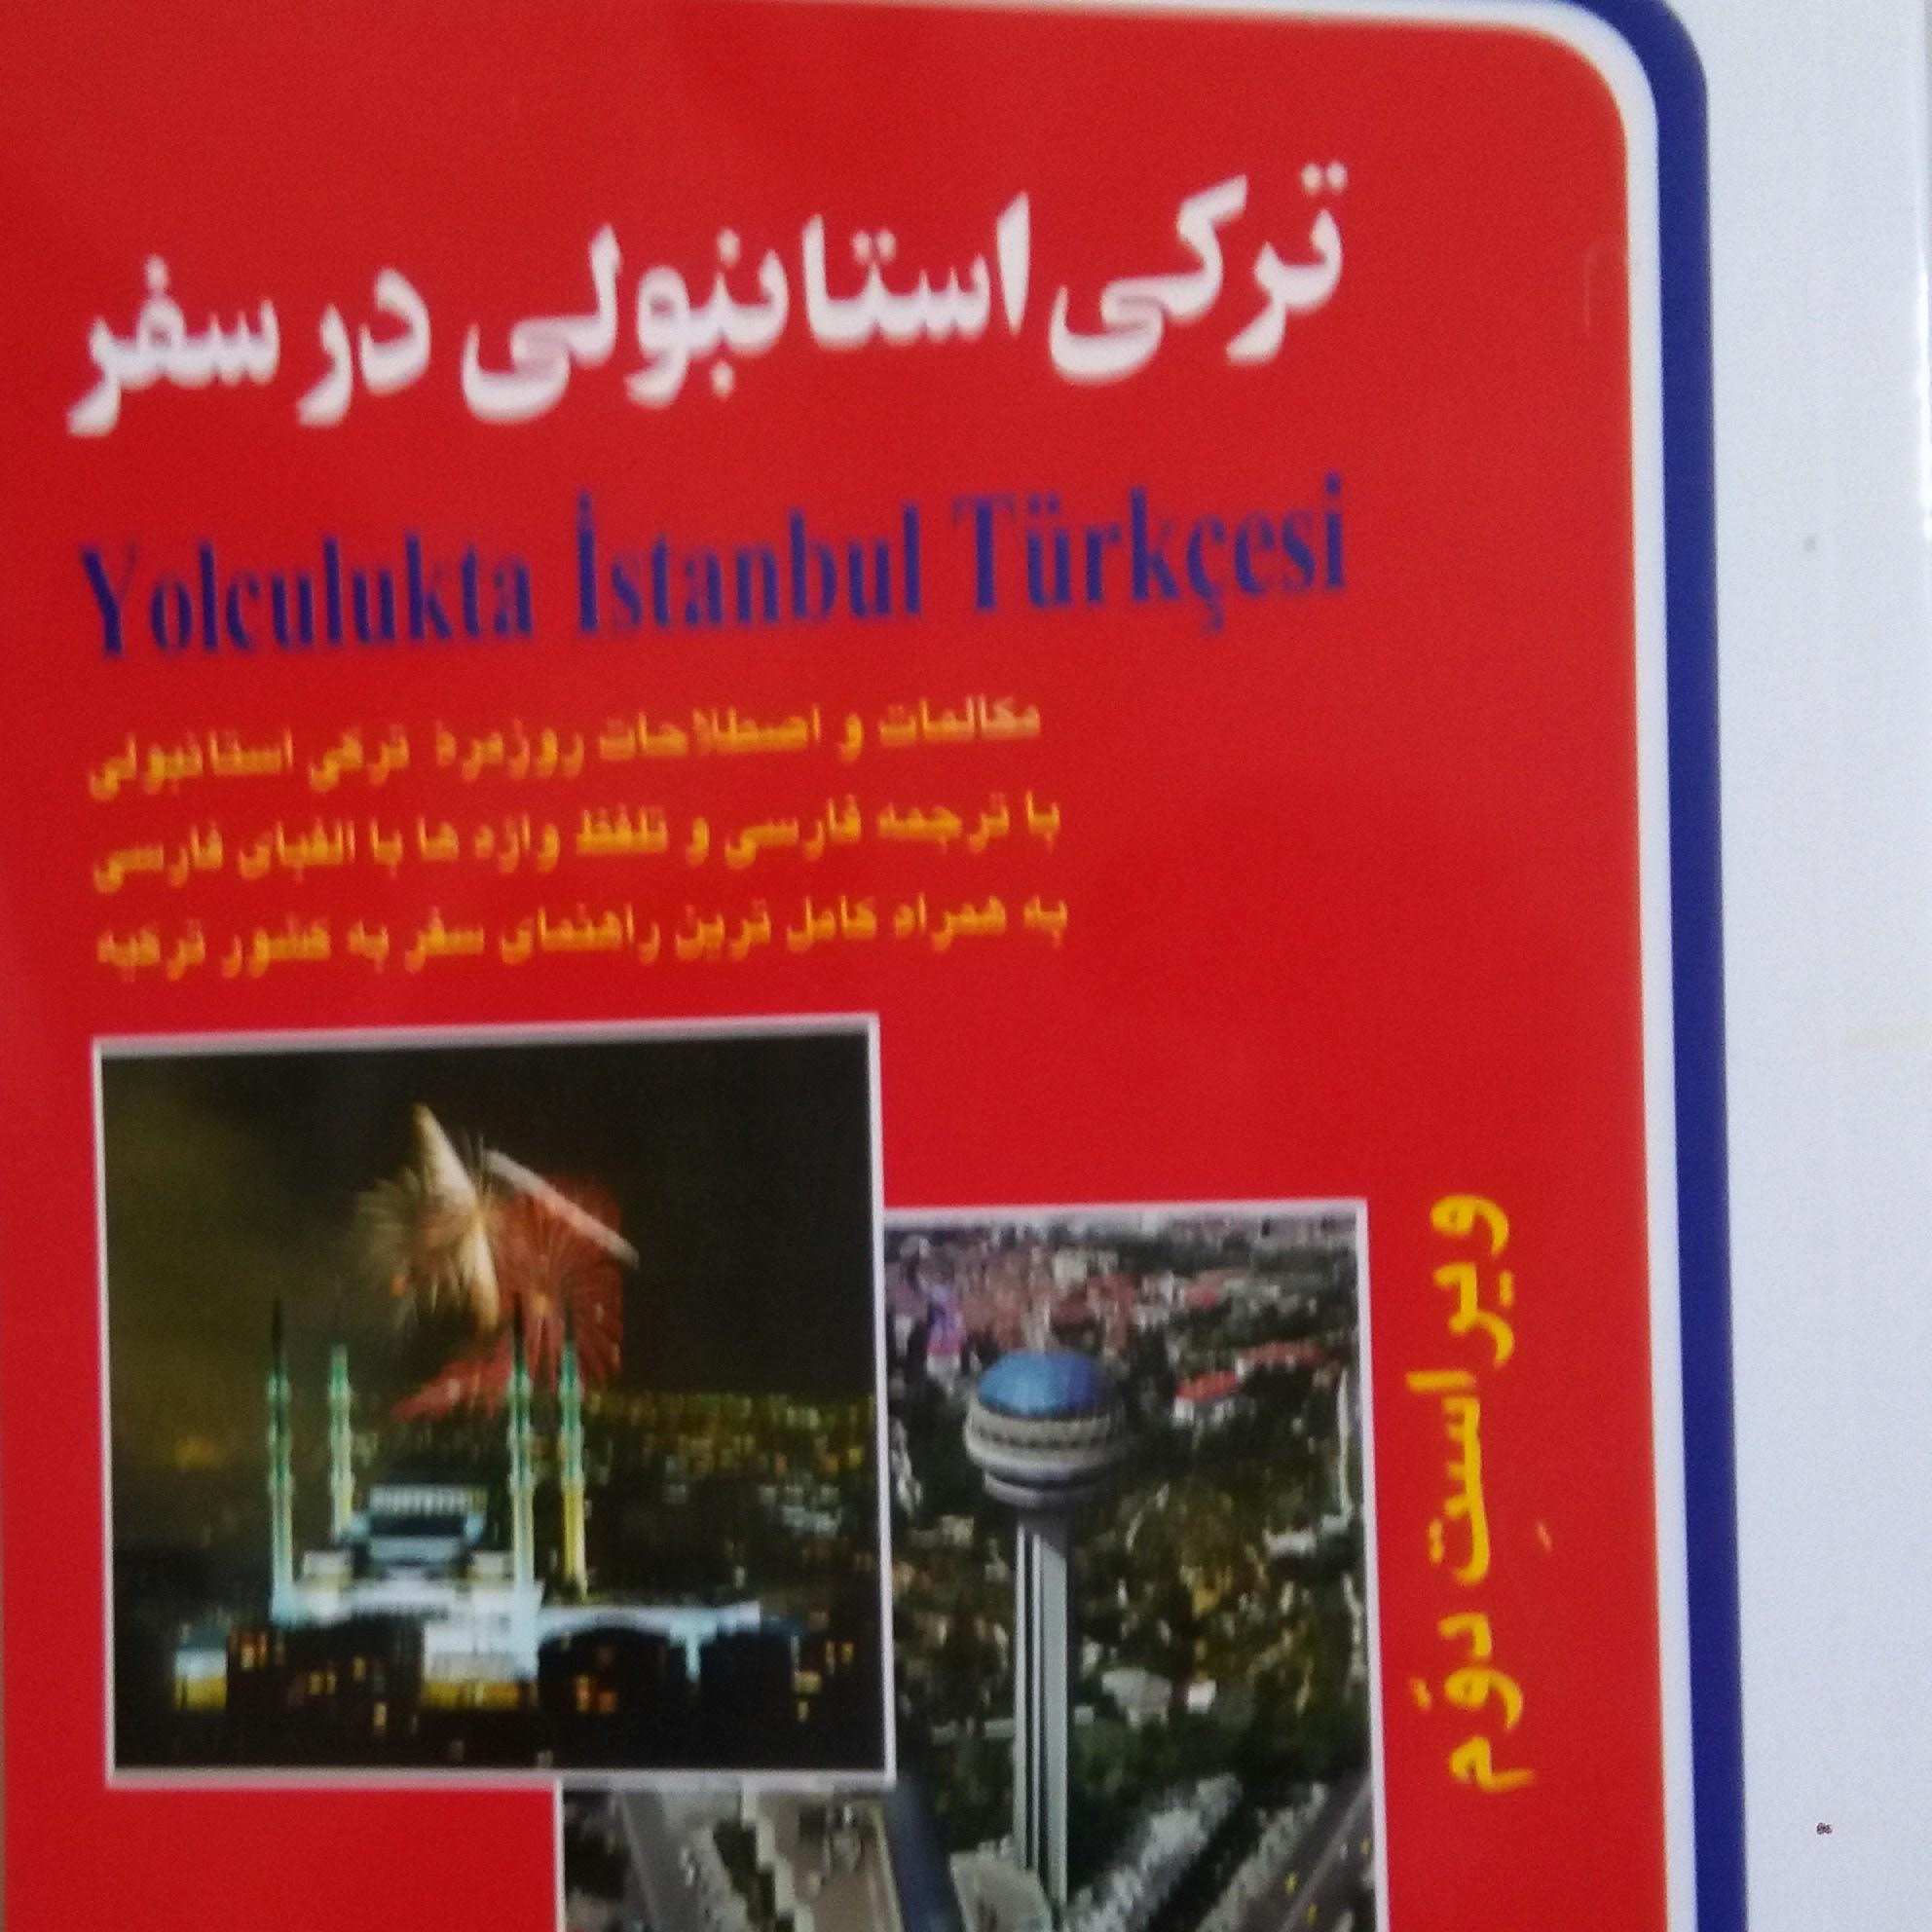 ترکی استانبولی در سفر
Yolculukta İstanbul Türkçesi
مکالمات و اصطلاحات روزمرهٔ ترکی استانبولی
با ترجمه فارسی و تلفظ واژه ها با الفبای فارسی
به همراه کامل ترین راهنمای سفر به کشور ترکیه
ویراست دوّم